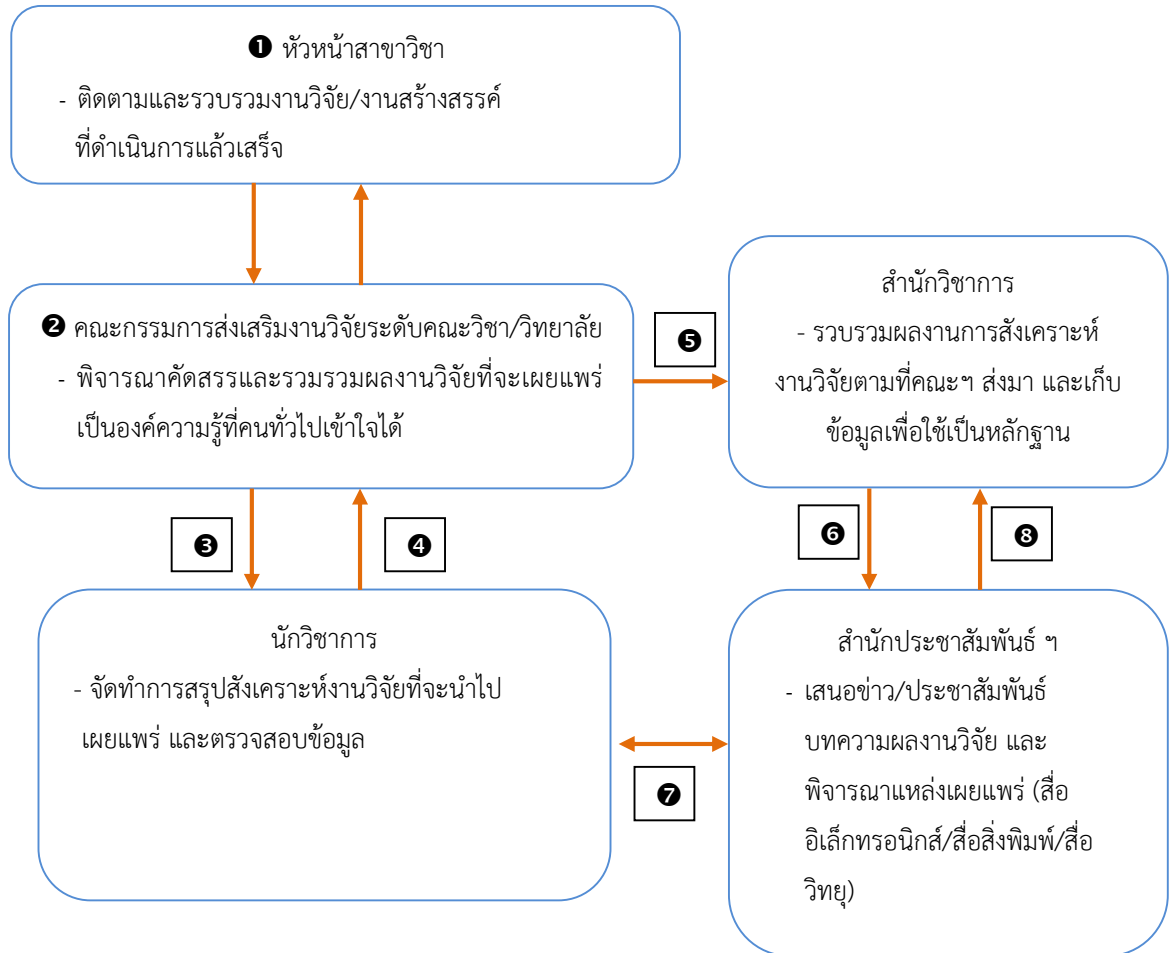 ❶ หัวหน้าสาขาวิชา
- ติดตามและรวบรวมงานวิจัย/งานสร้างสรรค์
ที่ดำเนินการแล้วเสร็จ
❷ คณะกรรมการส่งเสริมงานวิจัยระดับคณะวิชา/วิทยาลัย
- พิจารณาคัดสรรและรวมรวมผลงานวิจัยที่จะเผยแพร่
เป็นองค์ความรู้ที่คนทั่วไปเข้าใจได้
❺
สำนักวิชาการ
- รวบรวมผลงานการสังเคราะห์
งานวิจัยตามที่คณะฯ ส่งมา และเก็บ
ข้อมูลเพื่อใช้เป็นหลักฐาน
❸
❹
❻
❽
นักวิชาการ
- จัดทำการสรุปสังเคราะห์งานวิจัยที่จะนำไป
เผยแพร่ และตรวจสอบข้อมูล
❼
สำนักประชาสัมพันธ์ ฯ
- เสนอข่าว/ประชาสัมพันธ์
บทความผลงานวิจัย และ
พิจารณาแหล่งเผยแพร่ (สื่อ
อิเล็กทรอนิกส์/สื่อสิ่งพิมพ์/สื่อ
วิทยุ)